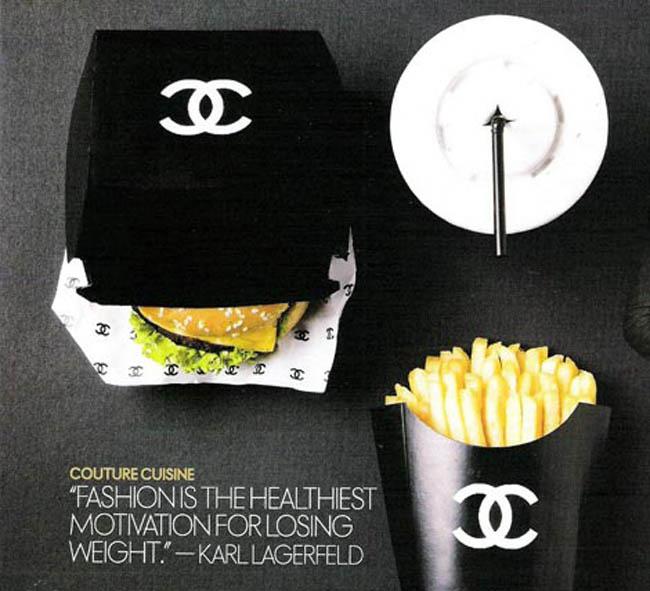 COUTURE CUISINE
“FASHION IS THE HEALTHIEST
MOTIVATION FOR LOSING
WEIGHT.” — KARL LAGERFELD